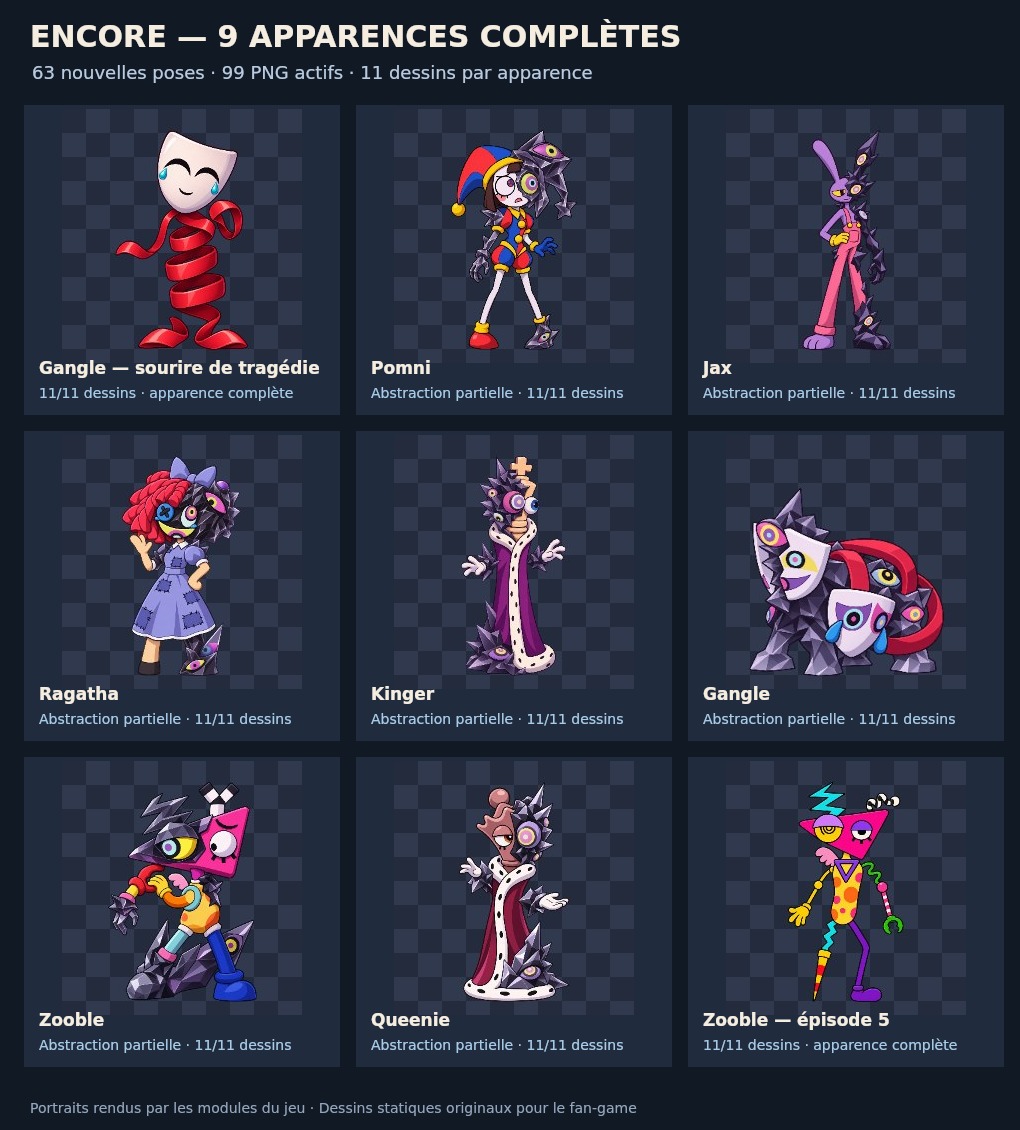 ENCORE — 9 APPARENCES COMPLÈTES
63 nouvelles poses · 99 PNG actifs · 11 dessins par apparence
Gangle — sourire de tragédie
11/11 dessins · apparence complète
Pomni
Abstraction partielle · 11/11 dessins
Jax
Abstraction partielle · 11/11 dessins
Ragatha
Abstraction partielle · 11/11 dessins
Kinger
Abstraction partielle · 11/11 dessins
Gangle
Abstraction partielle · 11/11 dessins
Zooble
Abstraction partielle · 11/11 dessins
Queenie
Abstraction partielle · 11/11 dessins
Zooble — épisode 5
11/11 dessins · apparence complète
Portraits rendus par les modules du jeu · Dessins statiques originaux pour le fan-game